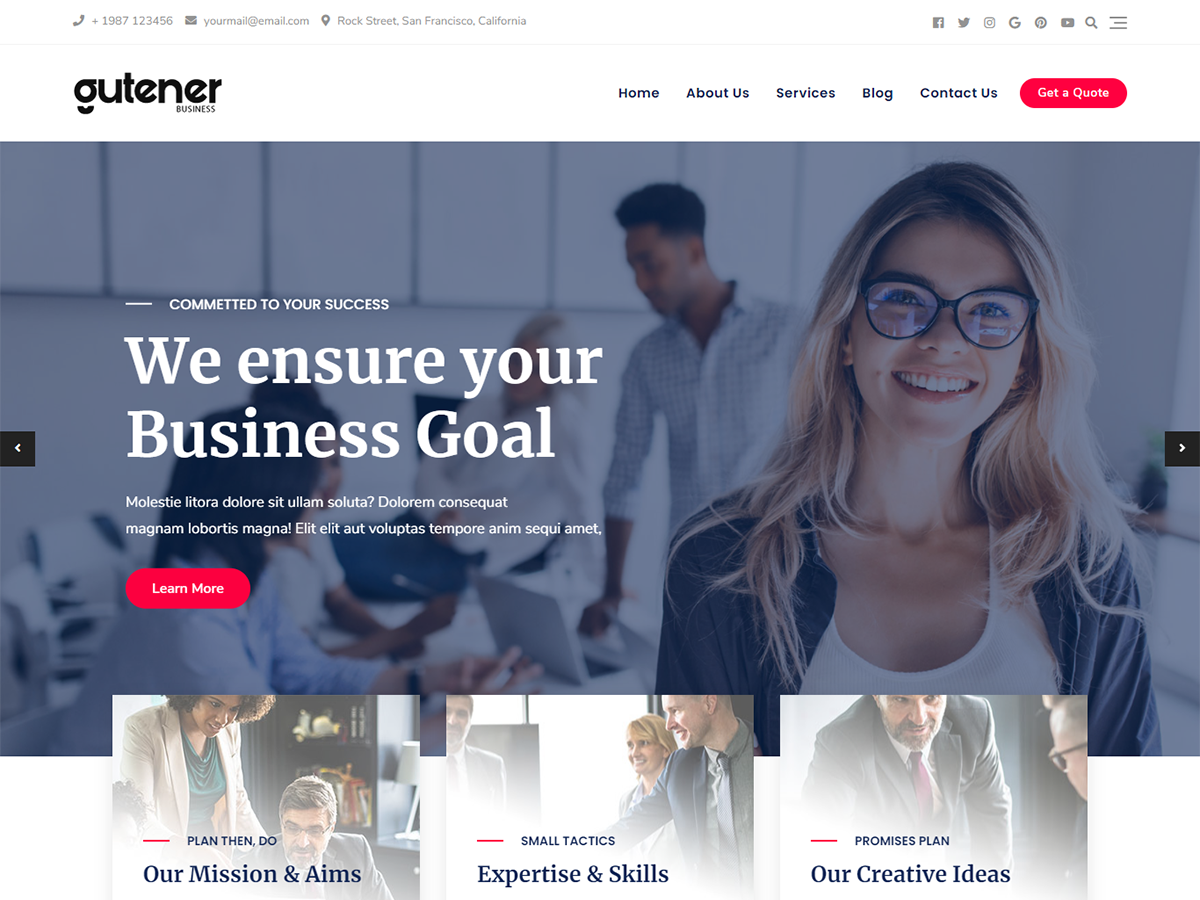 + 1987 123456 yourmail@email.com Rock Street, San Francisco, California
gutener
BUSINESS
Home About Us Services Blog Contact Us Get a Quote
COMMITTED TO YOUR SUCCESS
We ensure your
Business Goal
Molestie litora dolore sit ullam soluta? Dolorem consequat
magnam lobortis magna! Elit elit aut voluptas tempore anim sequi amet,
Learn More
PLAN THEN, DO
Our Mission & Aims
SMALL TACTICS
Expertise & Skills
PROMISES PLAN
Our Creative Ideas